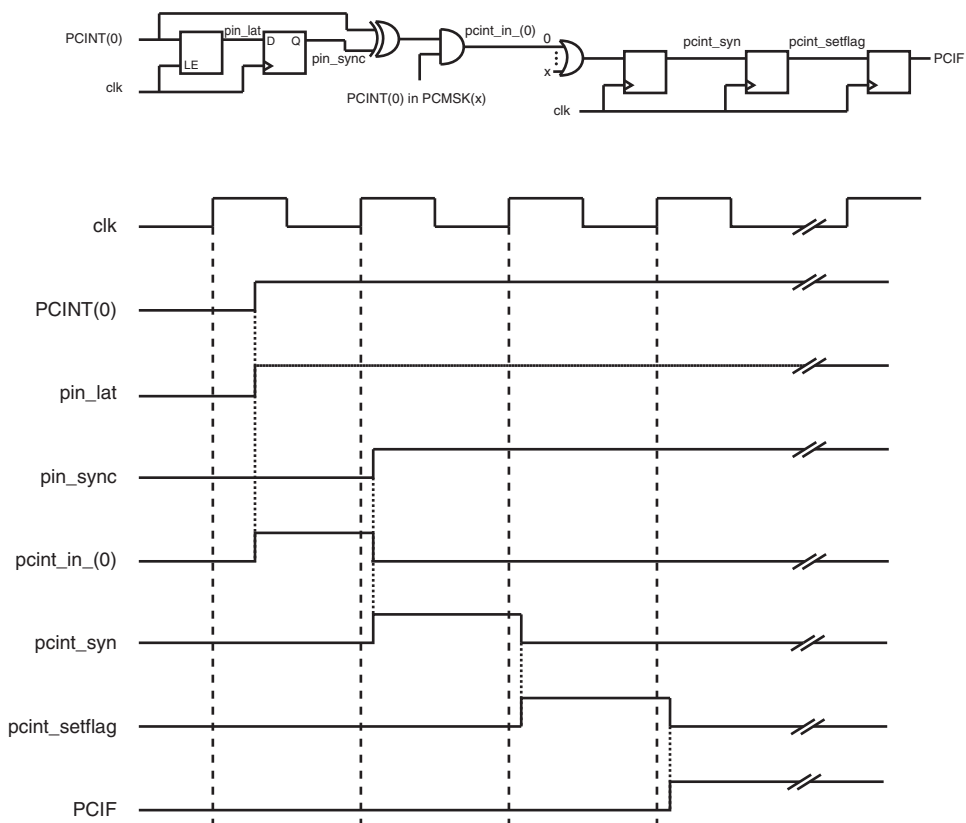 PCINT(0)
pin_lat
D Q
LE
pin_sync
clk
pcint_in_(0)
0
x
PCINT(0) in PCMSK(x)
pcint_syn
pcint_setflag
PCIF
clk
clk
PCINT(0)
pin_lat
pin_sync
pcint_in_(0)
pcint_syn
pcint_setflag
PCIF